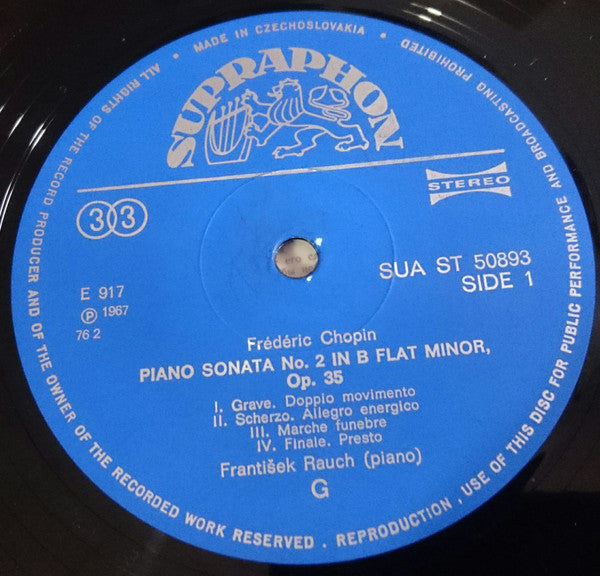 ALL RIGHTS OF THE RECORD PRODUCER AND OF THE OWNER OF THE RECORDED WORK RESERVED . REPRODUCTION , USE OF THIS DISC FOR PUBLIC PERFORMANCE AND BROADCASTING PROHIBITED
• MADE IN CZECHOSLOVAKIA •
SUPRAPHON
33
STEREO
SUA ST 50893
SIDE 1
E 917
Ⓟ 1967
76 2
Frédéric Chopin
PIANO SONATA No. 2 IN B FLAT MINOR,
Op. 35
I. Grave. Doppio movimento
II. Scherzo. Allegro energico
III. Marche funebre
IV. Finale. Presto
František Rauch (piano)
G